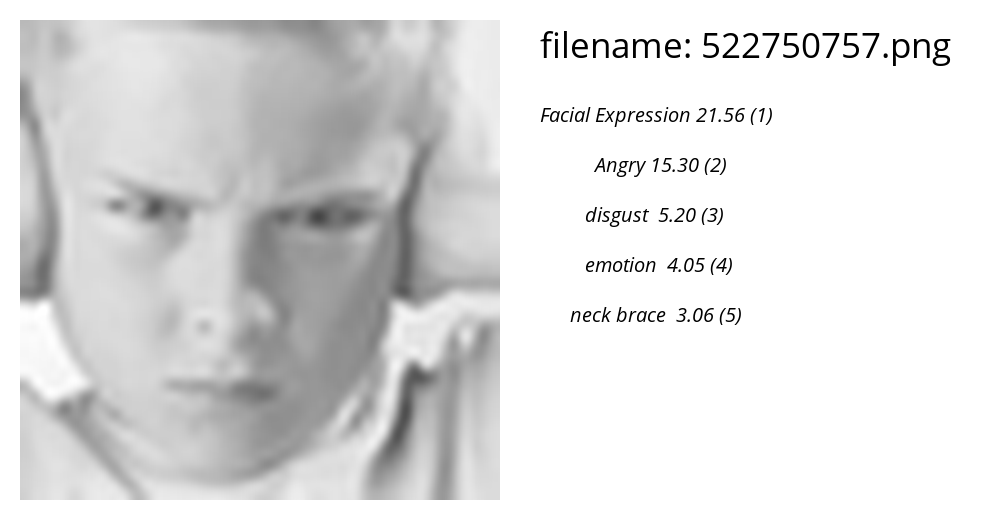 filename: 522750757.png
Facial Expression 21.56 (1)
Angry 15.30 (2)
disgust  5.20 (3)
emotion  4.05 (4)
neck brace  3.06 (5)